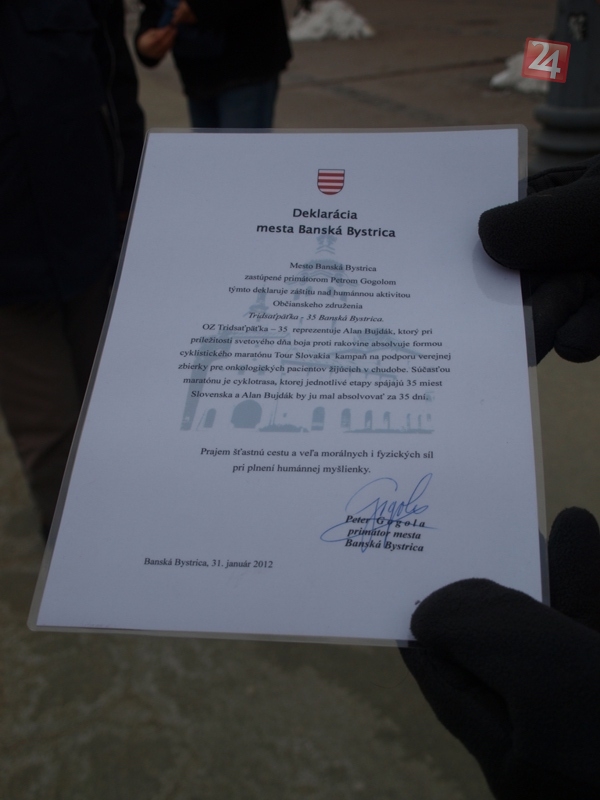 24
Deklarácia
mesta Banská Bystrica
Mesto Banská Bystrica
zastúpené primátorom Petrom Gogolom
týmto deklaruje záštitu nad humánnou aktivitou
Občianskeho združenia
Tridsaťpäťka - 35 Banská Bystrica.
OZ Tridsaťpäťka – 35 reprezentuje Alan Bujdák, ktorý pri
príležitosti svetového dňa boja proti rakovine absolvuje formou
cyklistického maratónu Tour Slovakia kampaň na podporu verejnej
zbierky pre onkologických pacientov žijúcich v chudobe. Súčasťou
maratónu je cyklotrasa, ktorej jednotlivé etapy spájajú 35 miest
Slovenska a Alan Bujdák by ju mal absolvovať za 35 dní.
Prajem šťastnú cestu a veľa morálnych i fyzických síl
pri plnení humánnej myšlienky.
Gogola
Peter Gogola
primátor mesta
Banská Bystrica
Banská Bystrica, 31. január 2012